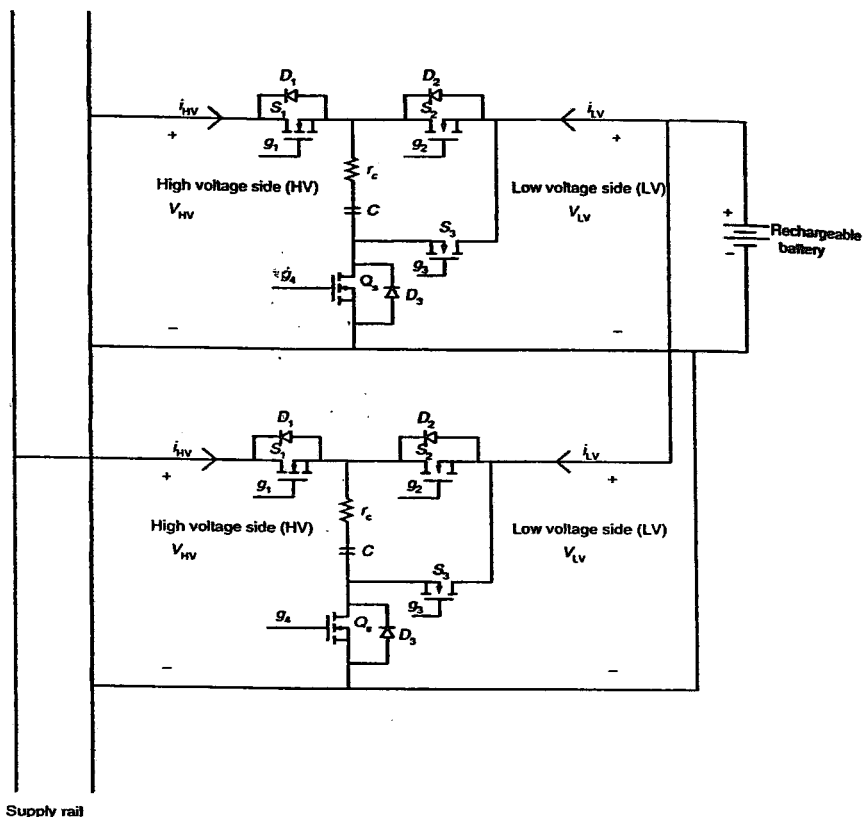 D1 D2
iHV S1 S2 iLV
+ +
g1 g2
High voltage side (HV) rc Low voltage side (LV)
VHV C VLV
S3
+
Rechargeable
battery
−
g3
g4 Qs D3
− −
D1 D2
iHV S1 S2 iLV
+ +
g1 g2
High voltage side (HV) rc Low voltage side (LV)
VHV C VLV
S3
g3
g4 Qs D3
− −
Supply rail